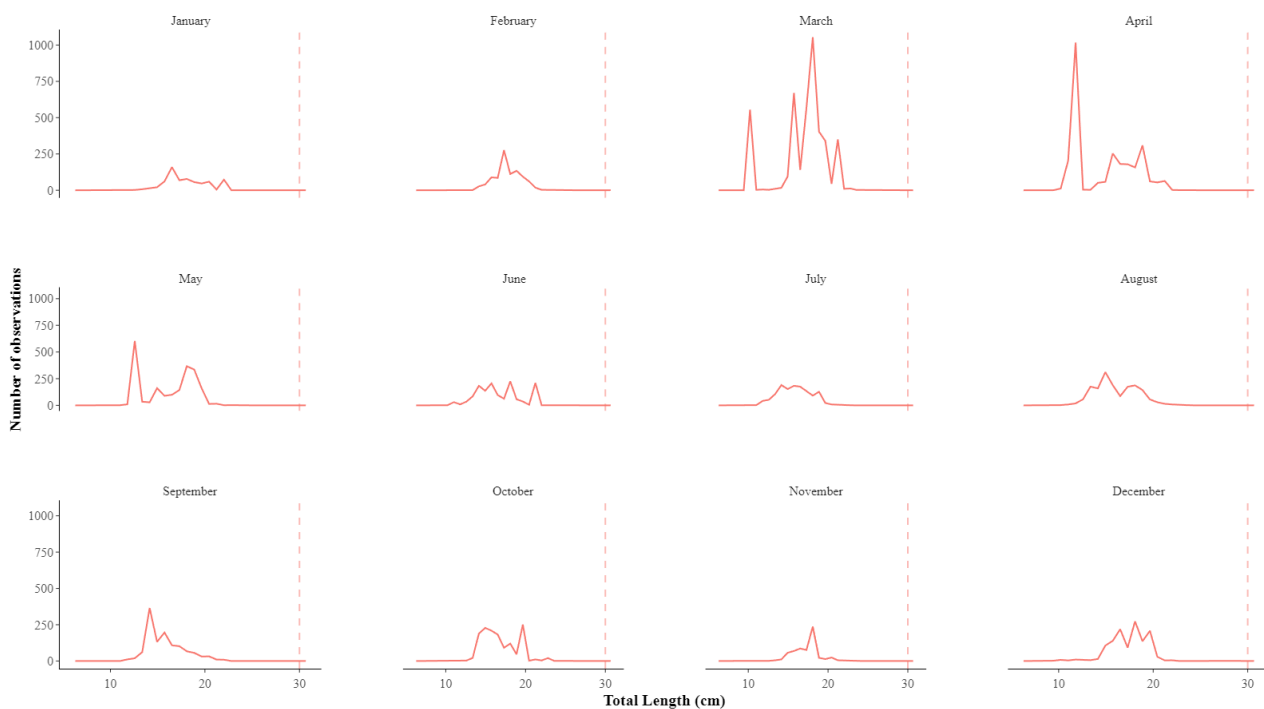 January February March April
1000
750
500
250
0
May June July August
1000
750
500
250
0
Number of observations
September October November December
1000
750
500
250
0
10 20 30 10 20 30 10 20 30 10 20 30
Total Length (cm)